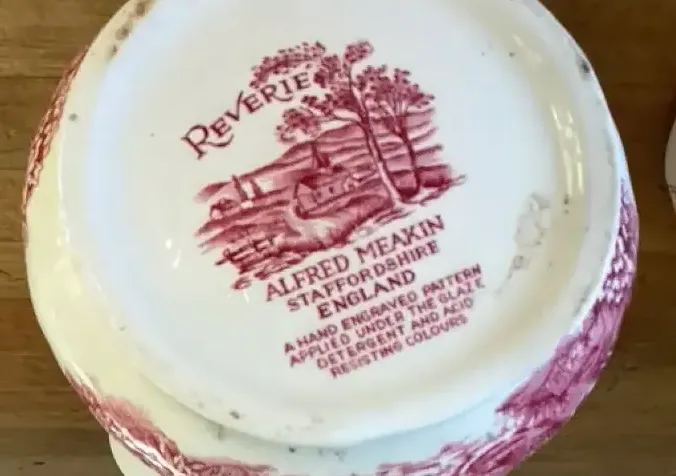 REVERIE
ALFRED MEAKIN
STAFFORDSHIRE
ENGLAND
A HAND ENGRAVED PATTERN
APPLIED UNDER THE GLAZE
DETERGENT AND ACID
RESISTING COLOURS